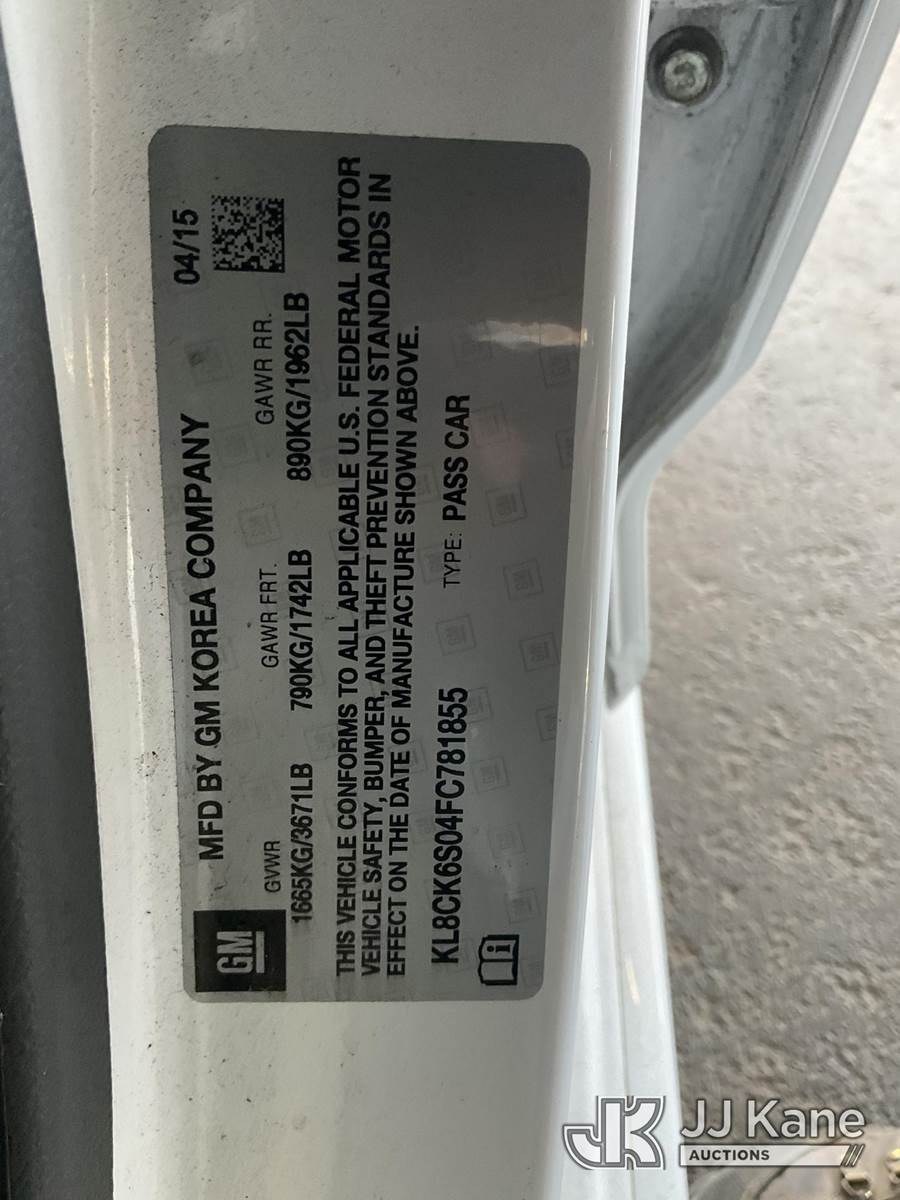 MFD BY GM KOREA COMPANY 04/15
GM
GVWR GAWR FRT. GAWR RR.
1665KG/3671LB 790KG/1742LB 890KG/1962LB
THIS VEHICLE CONFORMS TO ALL APPLICABLE U.S. FEDERAL MOTOR
VEHICLE SAFETY, BUMPER, AND THEFT PREVENTION STANDARDS IN
EFFECT ON THE DATE OF MANUFACTURE SHOWN ABOVE.
KL8CK6S04FC781855 TYPE: PASS CAR
JK JJ Kane
AUCTIONS